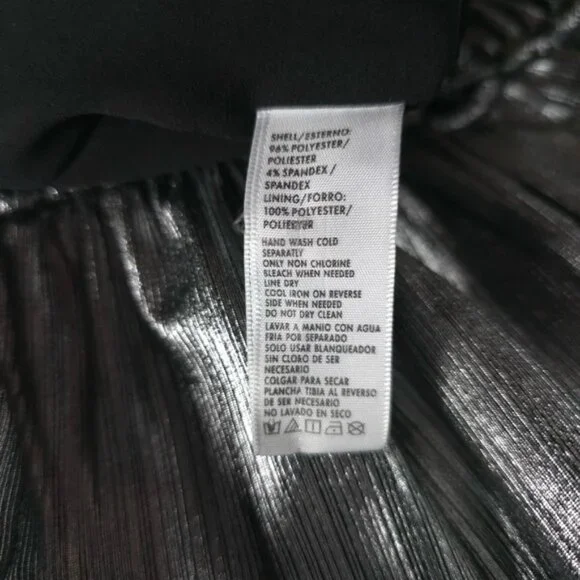 SHELL/ESTERNO:
96% POLYESTER/
POLIESTER
4% SPANDEX/
SPANDEX
LINING/FORRO:
100% POLYESTER/
POLIESTER
HAND WASH COLD
SEPARATLY
ONLY NON CHLORINE
BLEACH WHEN NEEDED
LINE DRY
COOL IRON ON REVERSE
SIDE WHEN NEEDED
DO NOT DRY CLEAN
LAVAR A MANIO CON AGUA
FRIA POR SEPARADO
SOLO USAR BLANQUEADOR
SIN CLORO DE SER
NECESARIO
COLGAR PARA SECAR
PLANCHA TIBIA AL REVERSO
DE SER NECESARIO
NO LAVADO EN SECO